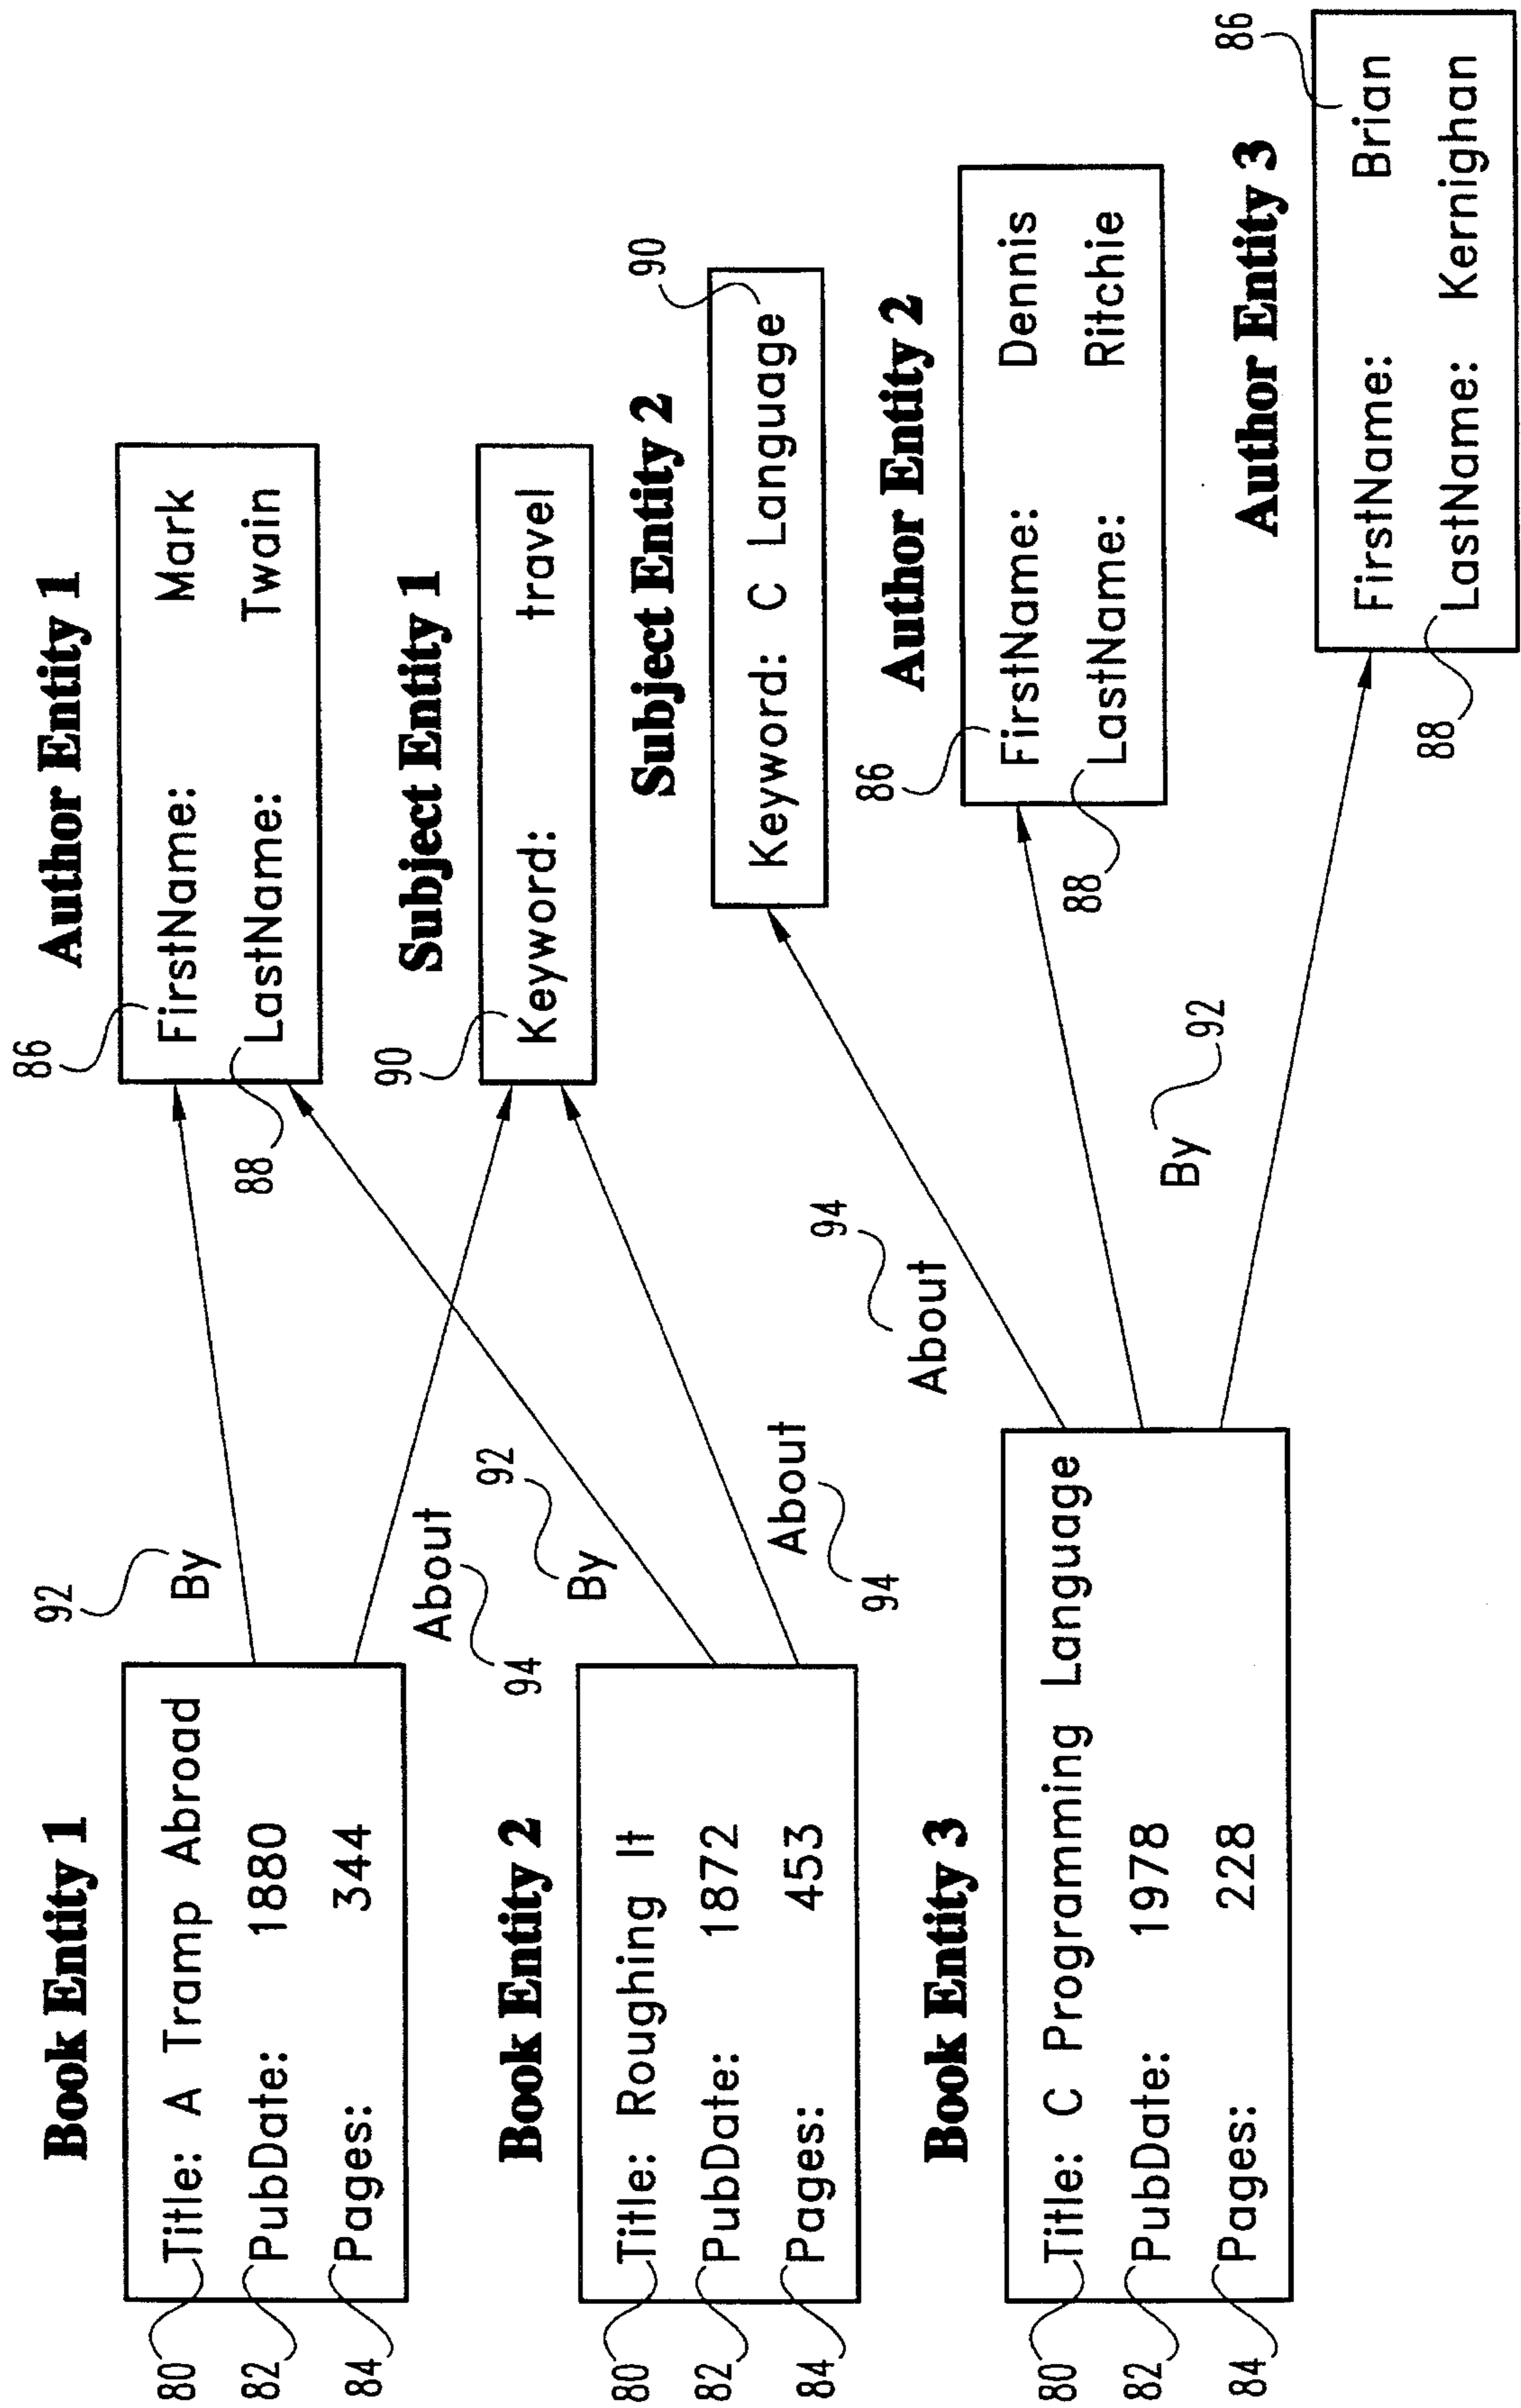 Book Entity 1
80
Title: A Tramp Abroad
82
PubDate: 1880
84
Pages: 344
92
By
About
94
Author Entity 1
86
FirstName: Mark
88
LastName: Twain
Subject Entity 1
90
Keyword: travel
Book Entity 2
80
Title: Roughing It
82
PubDate: 1872
84
Pages: 453
92
By
About
94
Subject Entity 2
90
Keyword: C Language
Book Entity 3
80
Title: C Programming Language
82
PubDate: 1978
84
Pages: 228
94
About
By 92
Author Entity 2
86
FirstName: Dennis
88
LastName: Ritchie
Author Entity 3
86
FirstName: Brian
88
LastName: Kernighan